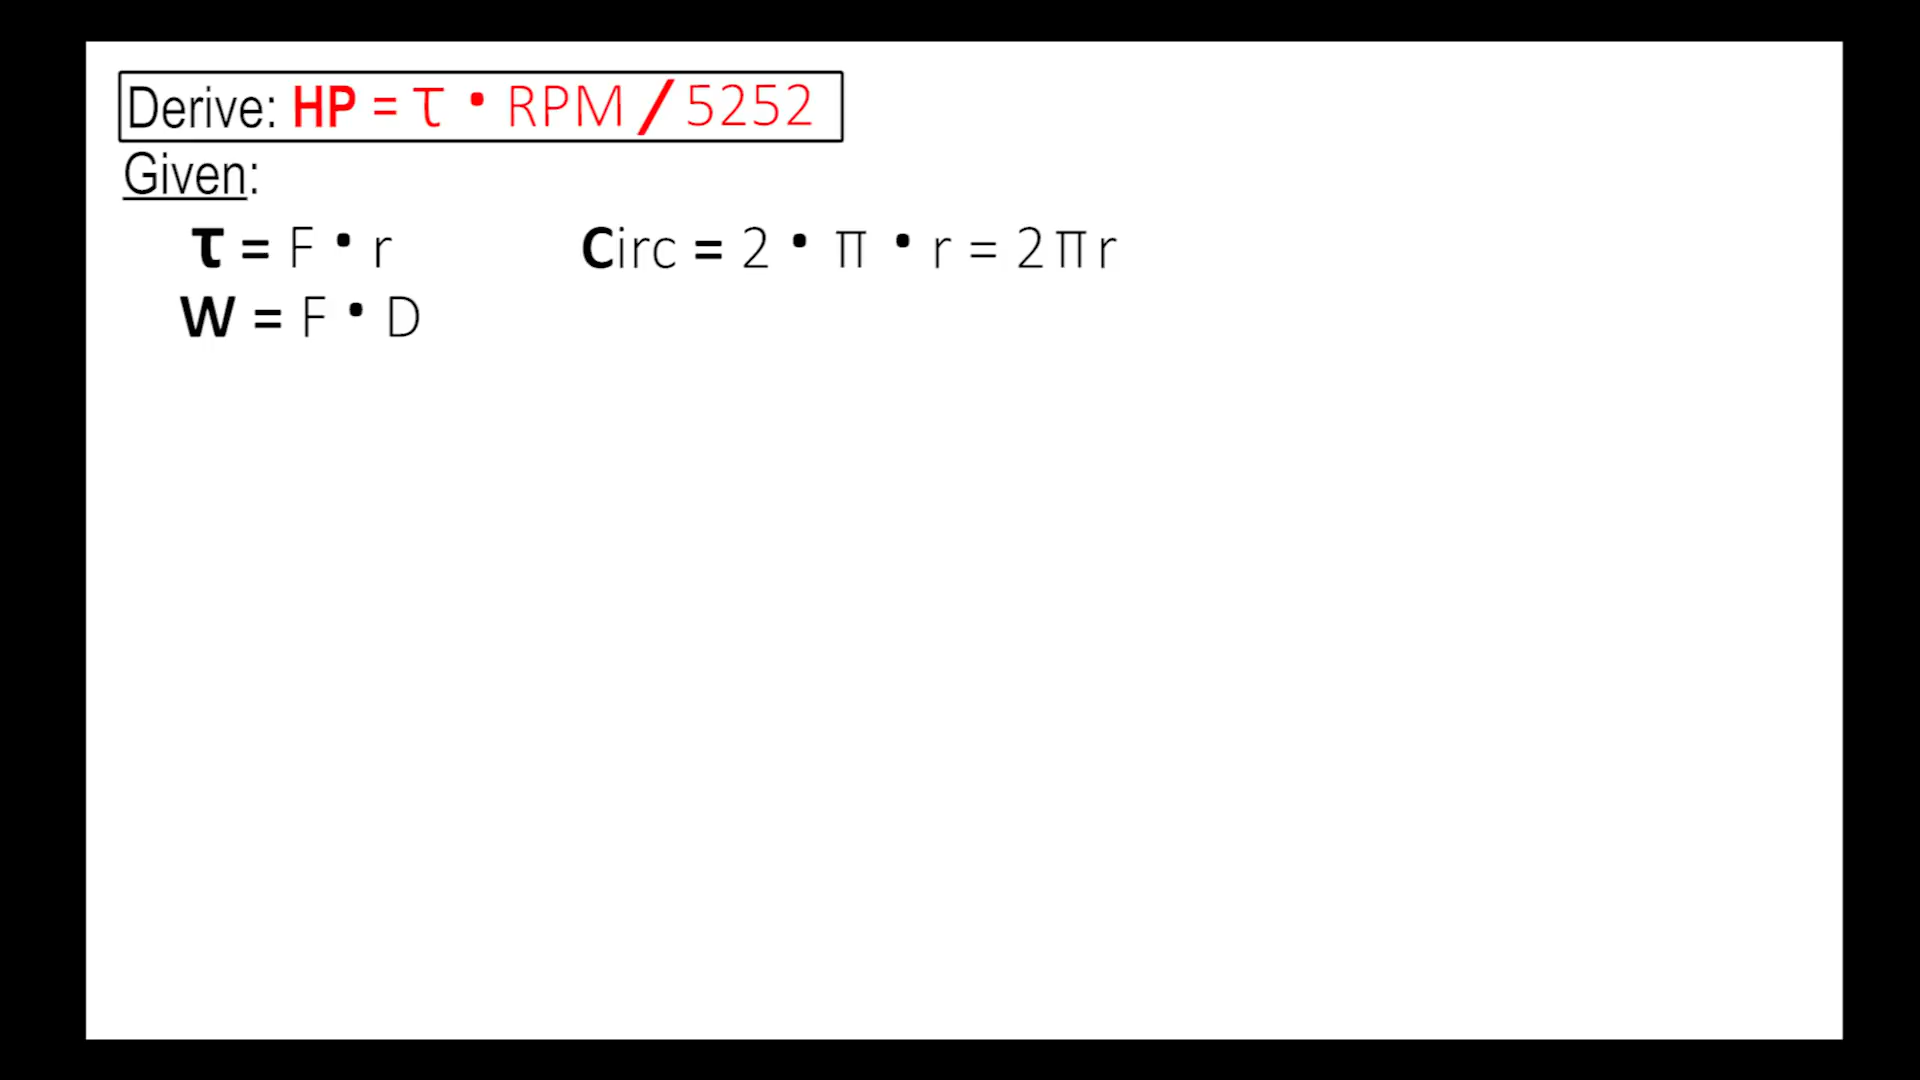 Derive: HP = τ • RPM / 5252
Given:
τ = F • r
Circ = 2 • π • r = 2πr
W = F • D